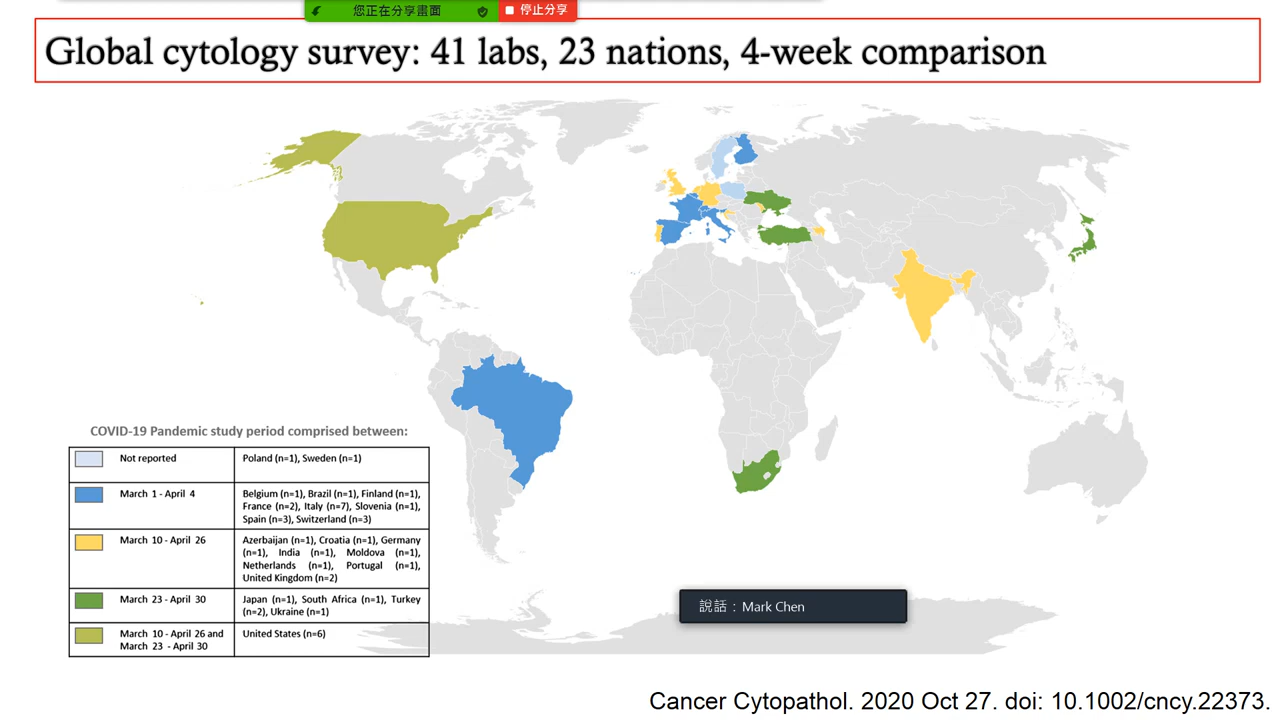 您正在分享畫面
停止分享
Global cytology survey: 41 labs, 23 nations, 4-week comparison
COVID-19 Pandemic study period comprised between:
Not reported
Poland (n=1), Sweden (n=1)
March 1 - April 4
Belgium (n=1), Brazil (n=1), Finland (n=1),
France (n=2), Italy (n=7), Slovenia (n=1),
Spain (n=3), Switzerland (n=3)
March 10 - April 26
Azerbaijan (n=1), Croatia (n=1), Germany
(n=1), India (n=1), Moldova (n=1),
Netherlands (n=1), Portugal (n=1),
United Kingdom (n=2)
March 23 - April 30
Japan (n=1), South Africa (n=1), Turkey
(n=2), Ukraine (n=1)
March 10 - April 26 and
March 23 - April 30
United States (n=6)
說話：Mark Chen
Cancer Cytopathol. 2020 Oct 27. doi: 10.1002/cncy.22373.